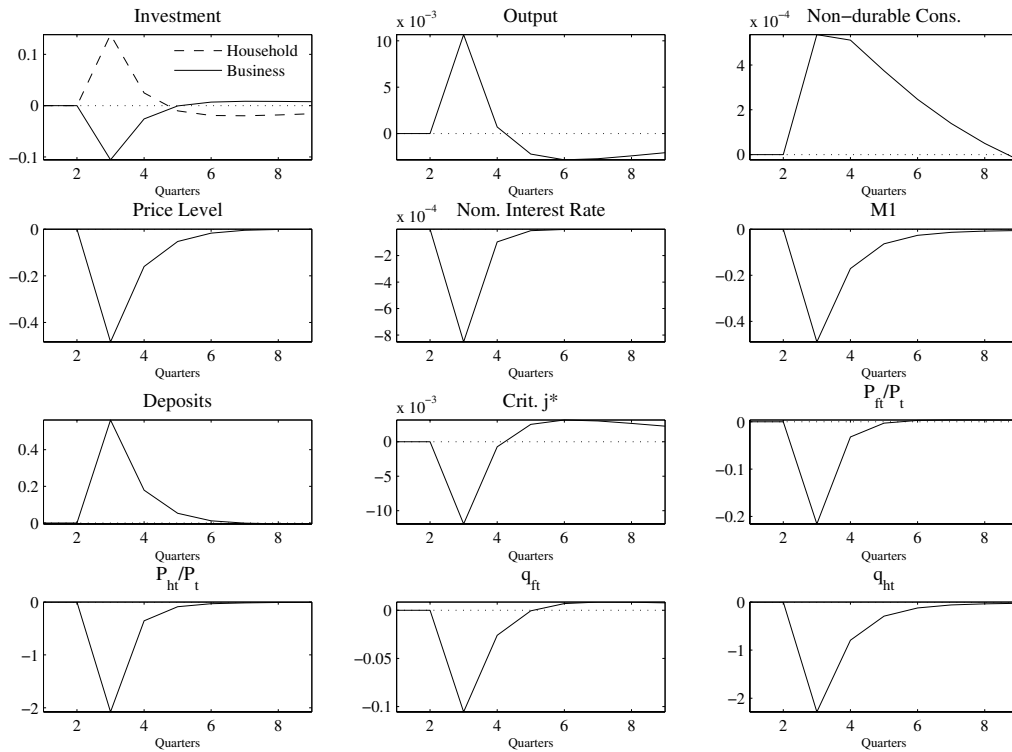 Investment
0.1
0
−0.1
Household
Business
2 4 6 8
Quarters
Output
x 10⁻³
10
5
0
2 4 6 8
Quarters
Non−durable Cons.
x 10⁻⁴
4
2
0
2 4 6 8
Quarters
Price Level
0
−0.2
−0.4
2 4 6 8
Quarters
Nom. Interest Rate
x 10⁻⁴
−2
−4
−6
−8
2 4 6 8
Quarters
M1
0
−0.2
−0.4
2 4 6 8
Quarters
Deposits
0.4
0.2
0
2 4 6 8
Quarters
Crit. j*
x 10⁻³
0
−5
−10
2 4 6 8
Quarters
P_ft/P_t
0
−0.1
−0.2
2 4 6 8
Quarters
P_ht/P_t
0
−1
−2
2 4 6 8
Quarters
q_ft
0
−0.05
−0.1
2 4 6 8
Quarters
q_ht
0
−1
−2
2 4 6 8
Quarters